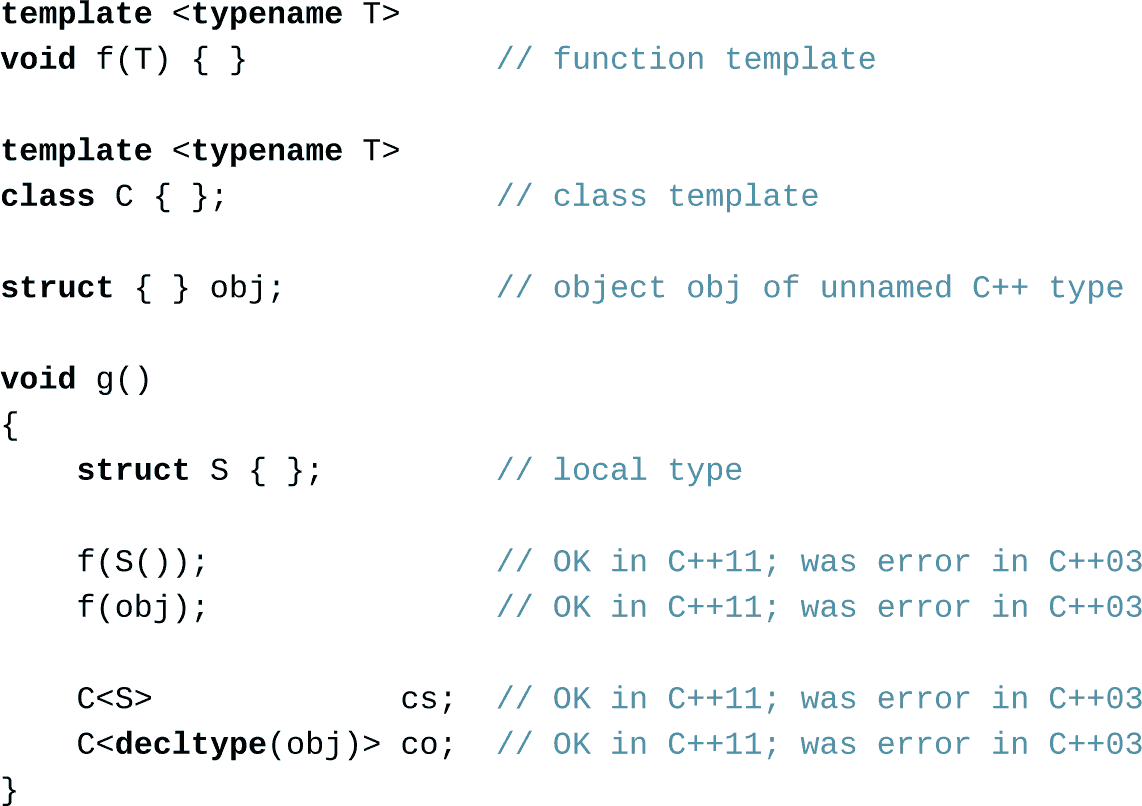 template <typename T>
void f(T) { }             // function template
template <typename T>
class C { };              // class template
struct { } obj;           // object obj of unnamed C++ type
void g()
{
    struct S { };         // local type
    f(S());               // OK in C++11; was error in C++03
    f(obj);               // OK in C++11; was error in C++03
    C<S>             cs;  // OK in C++11; was error in C++03
    C<decltype(obj)> co;  // OK in C++11; was error in C++03
}